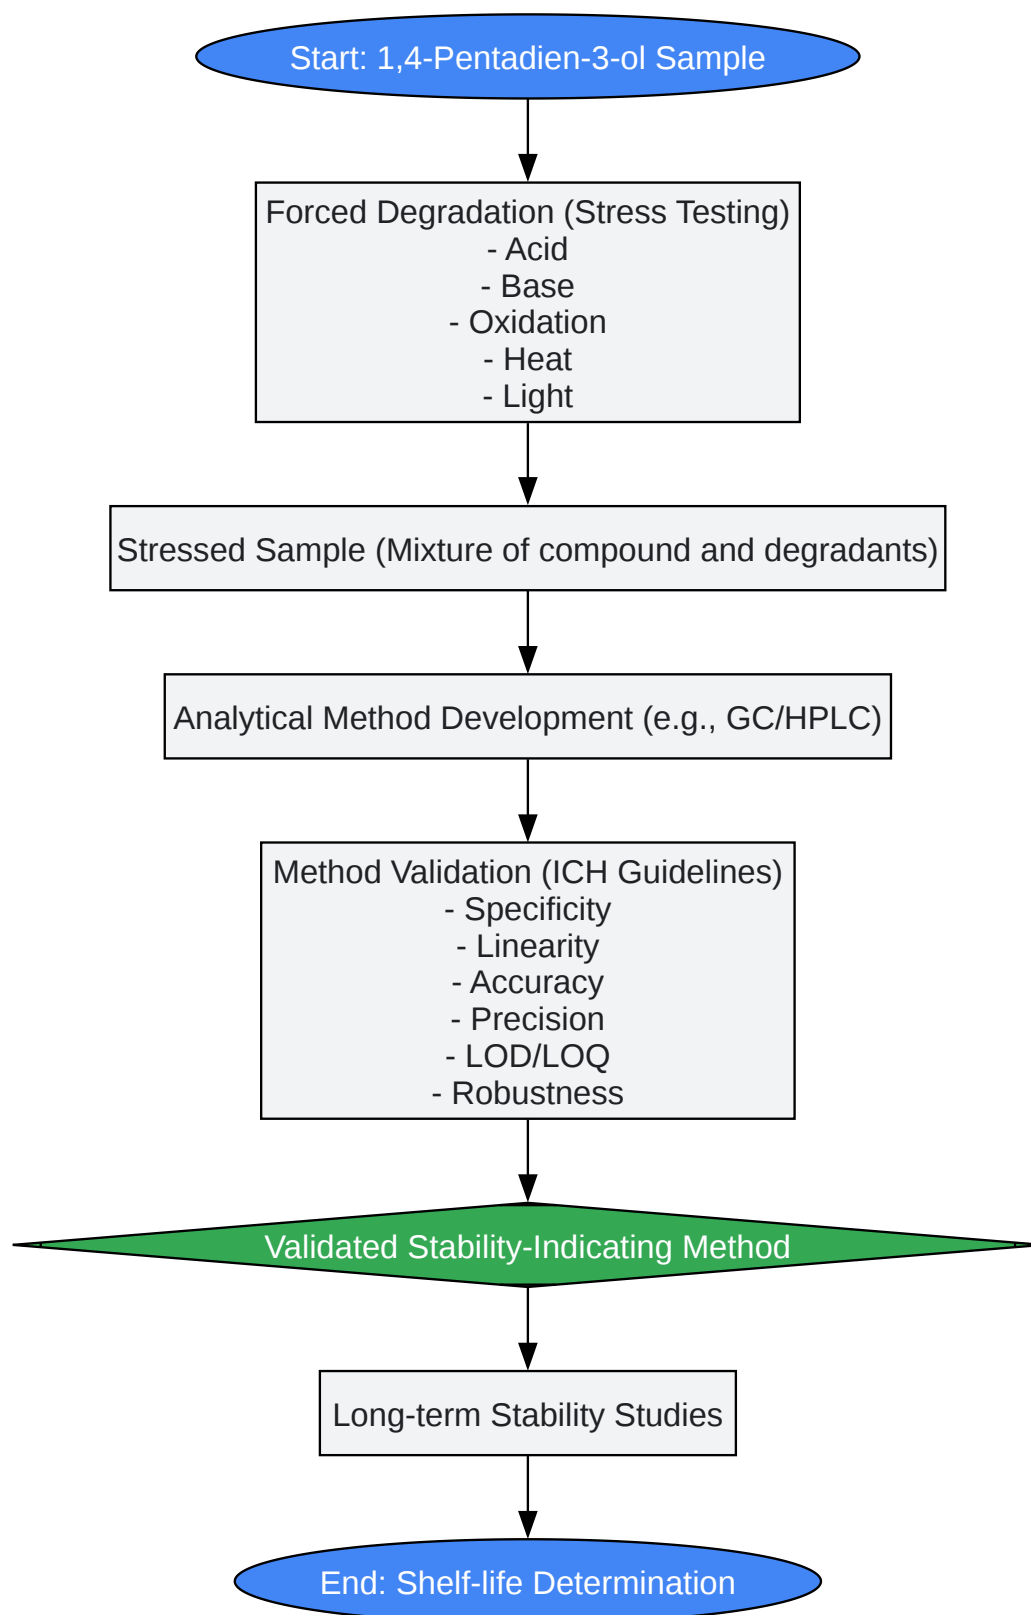 Start: 1,4-Pentadien-3-ol Sample
Forced Degradation (Stress Testing)
- Acid
- Base
- Oxidation
- Heat
- Light
Stressed Sample (Mixture of compound and degradants)
Analytical Method Development (e.g., GC/HPLC)
Method Validation (ICH Guidelines)
- Specificity
- Linearity
- Accuracy
- Precision
- LOD/LOQ
- Robustness
Validated Stability-Indicating Method
Long-term Stability Studies
End: Shelf-life Determination